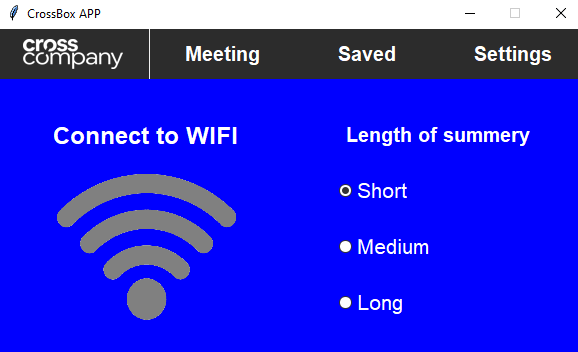 CrossBox APP
cross
company
Meeting
Saved
Settings
Connect to WIFI
Length of summery
Short
Medium
Long